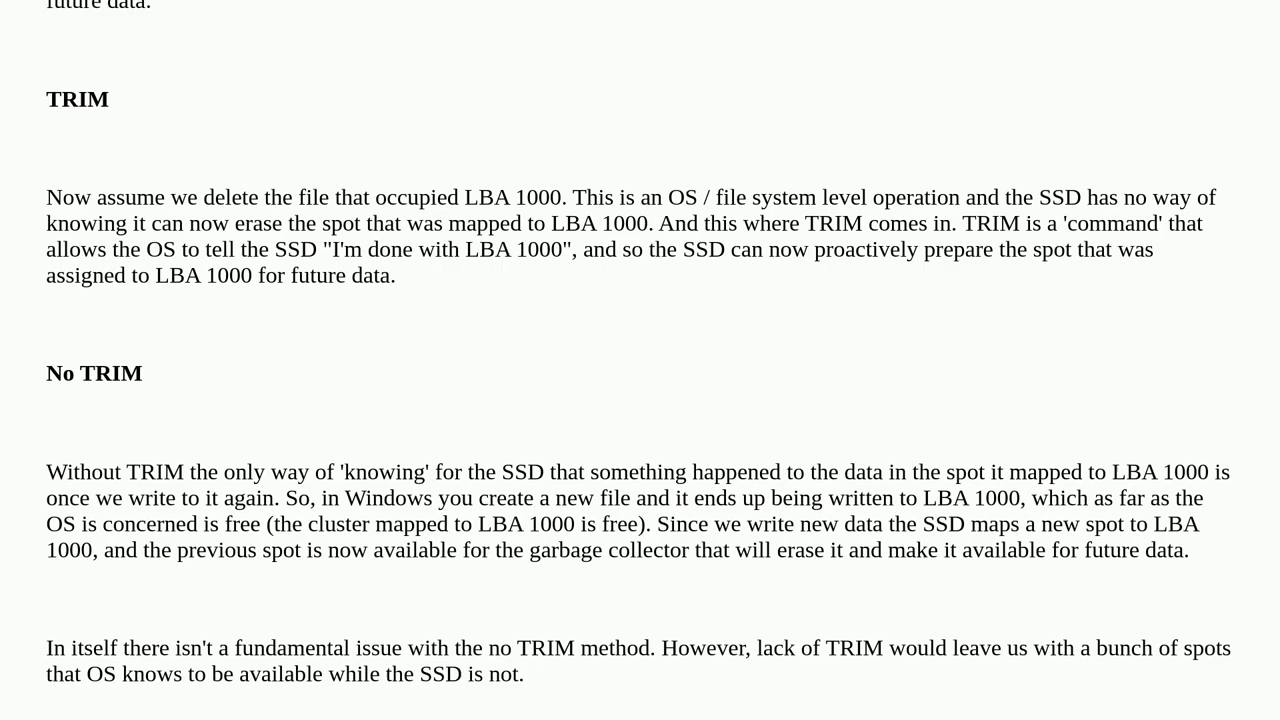 future data.
TRIM
Now assume we delete the file that occupied LBA 1000. This is an OS / file system level operation and the SSD has no way of
knowing it can now erase the spot that was mapped to LBA 1000. And this where TRIM comes in. TRIM is a 'command' that
allows the OS to tell the SSD "I'm done with LBA 1000", and so the SSD can now proactively prepare the spot that was
assigned to LBA 1000 for future data.
No TRIM
Without TRIM the only way of 'knowing' for the SSD that something happened to the data in the spot it mapped to LBA 1000 is
once we write to it again. So, in Windows you create a new file and it ends up being written to LBA 1000, which as far as the
OS is concerned is free (the cluster mapped to LBA 1000 is free). Since we write new data the SSD maps a new spot to LBA
1000, and the previous spot is now available for the garbage collector that will erase it and make it available for future data.
In itself there isn't a fundamental issue with the no TRIM method. However, lack of TRIM would leave us with a bunch of spots
that OS knows to be available while the SSD is not.